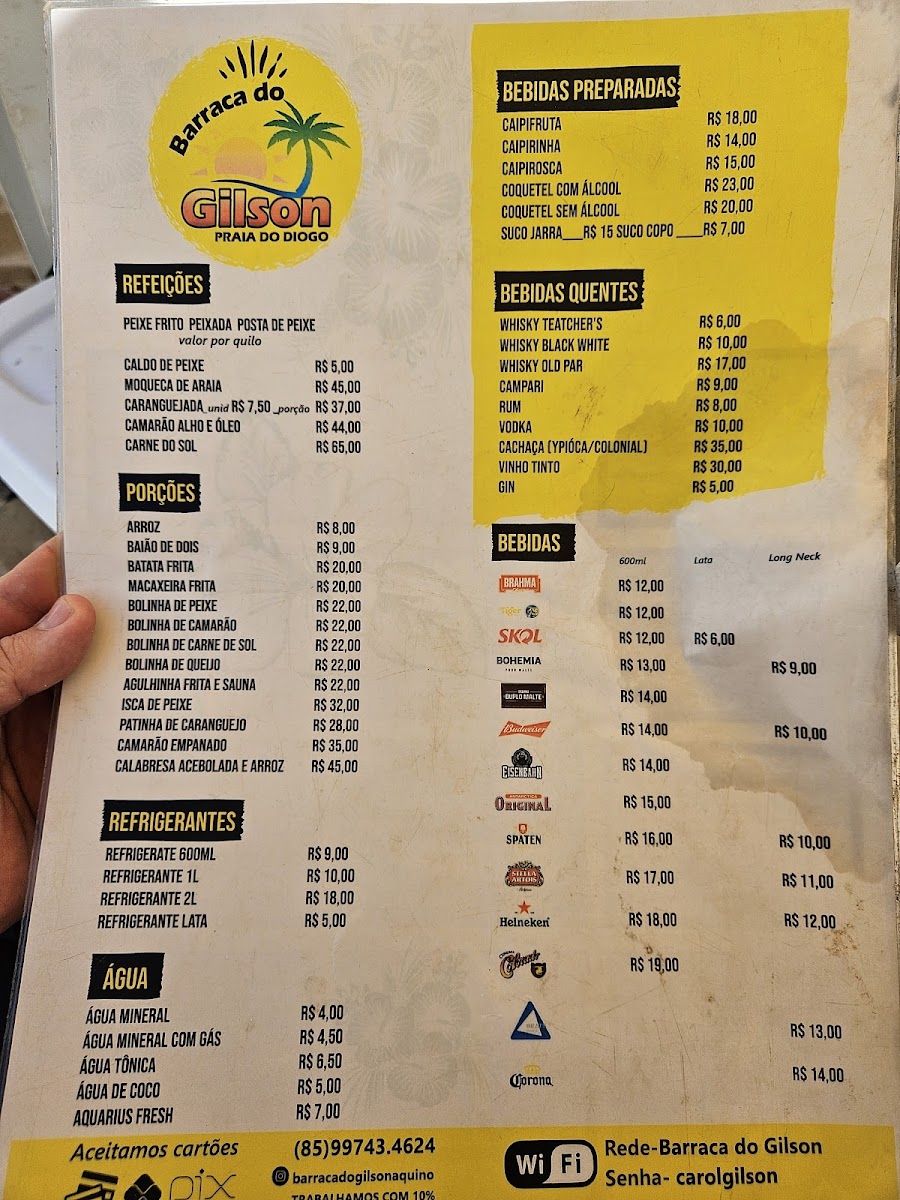 Barraca do
Gilson
PRAIA DO DIOGO
REFEIÇÕES
PEIXE FRITO PEIXADA POSTA DE PEIXE
valor por quilo
CALDO DE PEIXE R$ 5,00
MOQUECA DE ARAIA R$ 45,00
CARANGUEJADA_unid R$ 7,50 _porção R$ 37,00
CAMARÃO ALHO E ÓLEO R$ 44,00
CARNE DO SOL R$ 65,00
PORÇÕES
ARROZ R$ 8,00
BAIÃO DE DOIS R$ 9,00
BATATA FRITA R$ 20,00
MACAXEIRA FRITA R$ 20,00
BOLINHA DE PEIXE R$ 22,00
BOLINHA DE CAMARÃO R$ 22,00
BOLINHA DE CARNE DE SOL R$ 22,00
BOLINHA DE QUEIJO R$ 22,00
AGULHINHA FRITA E SAUNA R$ 22,00
ISCA DE PEIXE R$ 32,00
PATINHA DE CARANGUEJO R$ 28,00
CAMARÃO EMPANADO R$ 35,00
CALABRESA ACEBOLADA E ARROZ R$ 45,00
REFRIGERANTES
REFRIGERATE 600ML R$ 9,00
REFRIGERANTE 1L R$ 10,00
REFRIGERANTE 2L R$ 18,00
REFRIGERANTE LATA R$ 5,00
ÁGUA
ÁGUA MINERAL R$ 4,00
ÁGUA MINERAL COM GÁS R$ 4,50
ÁGUA TÔNICA R$ 6,50
ÁGUA DE COCO R$ 5,00
AQUARIUS FRESH R$ 7,00
BEBIDAS PREPARADAS
CAIPIFRUTA R$ 18,00
CAIPIRINHA R$ 14,00
CAIPIROSCA R$ 15,00
COQUETEL COM ÁLCOOL R$ 23,00
COQUETEL SEM ÁLCOOL R$ 20,00
SUCO JARRA___R$ 15 SUCO COPO ____R$ 7,00
BEBIDAS QUENTES
WHISKY TEATCHER'S R$ 6,00
WHISKY BLACK WHITE R$ 10,00
WHISKY OLD PAR R$ 17,00
CAMPARI R$ 9,00
RUM R$ 8,00
VODKA R$ 10,00
CACHAÇA (YPIÓCA/COLONIAL) R$ 35,00
VINHO TINTO R$ 30,00
GIN R$ 5,00
BEBIDAS 600ml Lata Long Neck
BRAHMA R$ 12,00
Tiger R$ 12,00
SKOL R$ 12,00 R$ 6,00
BOHEMIA R$ 13,00 R$ 9,00
DUPLO MALTE R$ 14,00
Budweiser R$ 14,00 R$ 10,00
EISENBAHN R$ 14,00
ANTARCTICA
ORIGINAL R$ 15,00
SPATEN R$ 16,00 R$ 10,00
STELLA ARTOIS R$ 17,00 R$ 11,00
Heineken R$ 18,00 R$ 12,00
Colorado R$ 19,00
R$ 13,00
Corona R$ 14,00
Aceitamos cartões
pix
(85)99743.4624
barracadogilsonaquino
TRABALHAMOS COM 10%
Wi Fi
Rede-Barraca do Gilson
Senha- carolgilson